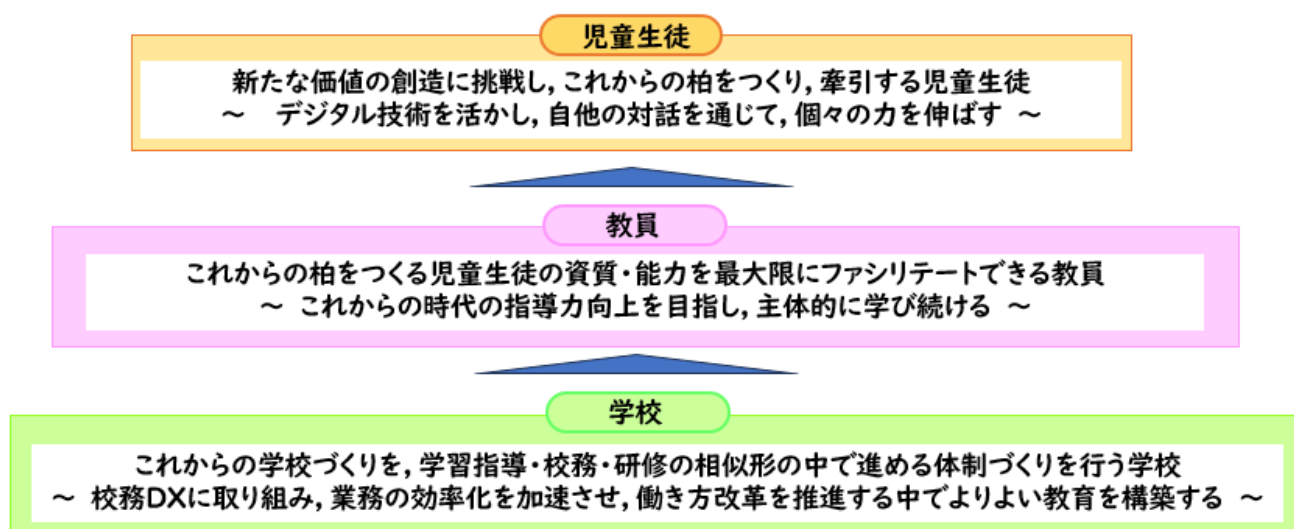 児童生徒
新たな価値の創造に挑戦し,これからの柏をつくり,牽引する児童生徒
～　デジタル技術を活かし,自他の対話を通じて,個々の力を伸ばす ～
教員
これからの柏をつくる児童生徒の資質・能力を最大限にファシリテートできる教員
～ これからの時代の指導力向上を目指し,主体的に学び続ける ～
学校
これからの学校づくりを,学習指導・校務・研修の相似形の中で進める体制づくりを行う学校
～ 校務DXに取り組み,業務の効率化を加速させ,働き方改革を推進する中でよりよい教育を構築する ～